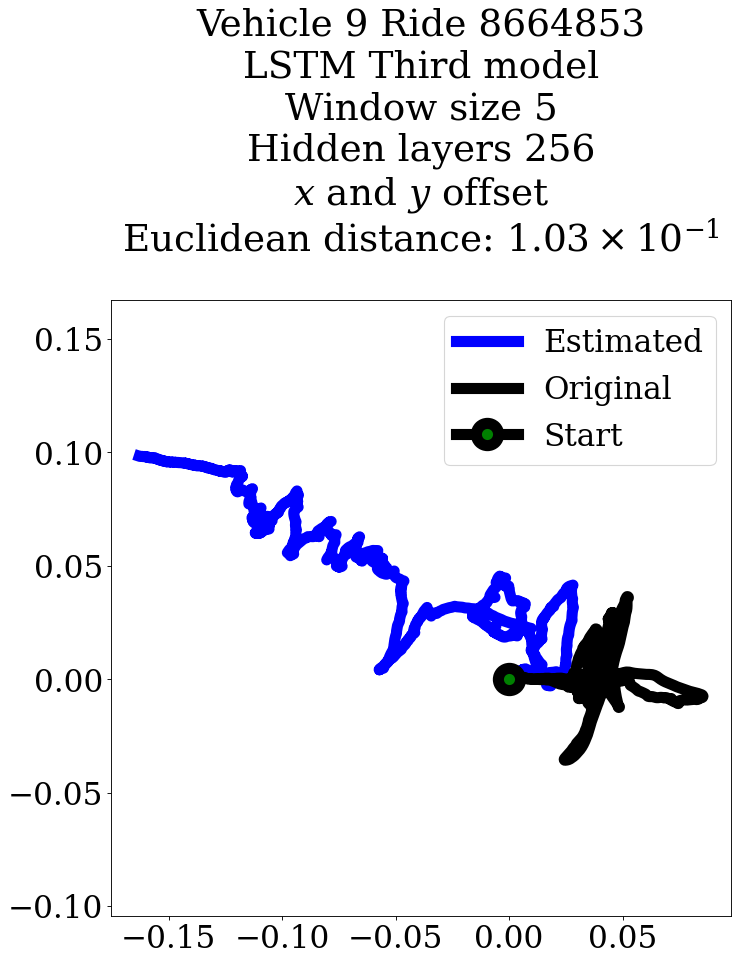 Vehicle 9 Ride 8664853
LSTM Third model
Window size 5
Hidden layers 256
x and y offset
Euclidean distance: 1.03 × 10⁻¹
Estimated
Original
Start
0.15
0.10
0.05
0.00
−0.05
−0.10
−0.15 −0.10 −0.05 0.00 0.05